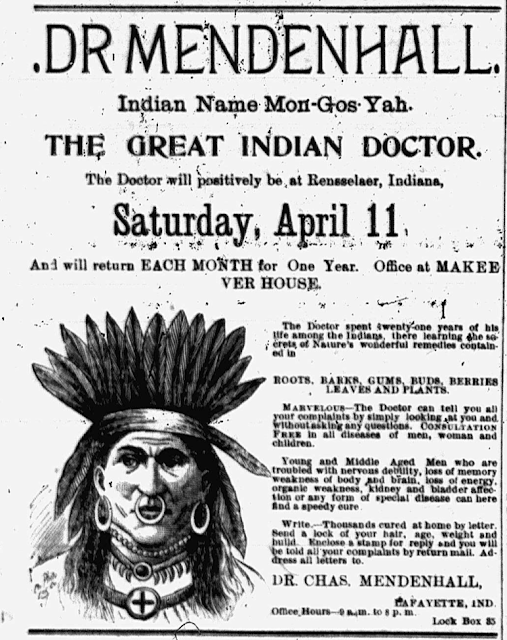 .DR MENDENHALL.
Indian Name Mon-Gos-Yah.
THE GREAT INDIAN DOCTOR.
The Doctor will positively be at Rensselaer, Indiana,
Saturday, April 11
And will return EACH MONTH for One Year. Office at MAKEE
VER HOUSE.
The Doctor spent twenty-one years of his
life among the Indians, there learning the se-
crets of Nature's wonderful remedies contain-
ed in
ROOTS, BARKS, GUMS, BUDS, BERRIES
LEAVES AND PLANTS.
MARVELOUS—The Doctor can tell you all
your complaints by simply looking at you and
without asking any questions. CONSULTATION
FREE in all diseases of men, woman and
children.
Young and Middle Aged Men who are
troubled with nervous debility, loss of memory
weakness of body and brain, loss of energy,
organic weakness, kidney and bladder affec-
tion or any form of special disease can here
find a speedy cure
Write.—Thousands cured at home by letter.
Send a lock of your hair, age, weight and
build. Enclose a stamp for reply and you will
be told all your complaints by return mail. Ad-
dress all letters to.
DR. CHAS. MENDENHALL,
LAFAYETTE, IND.
Office Hours—9 a.m. to 8 p. m.
Lock Box 35